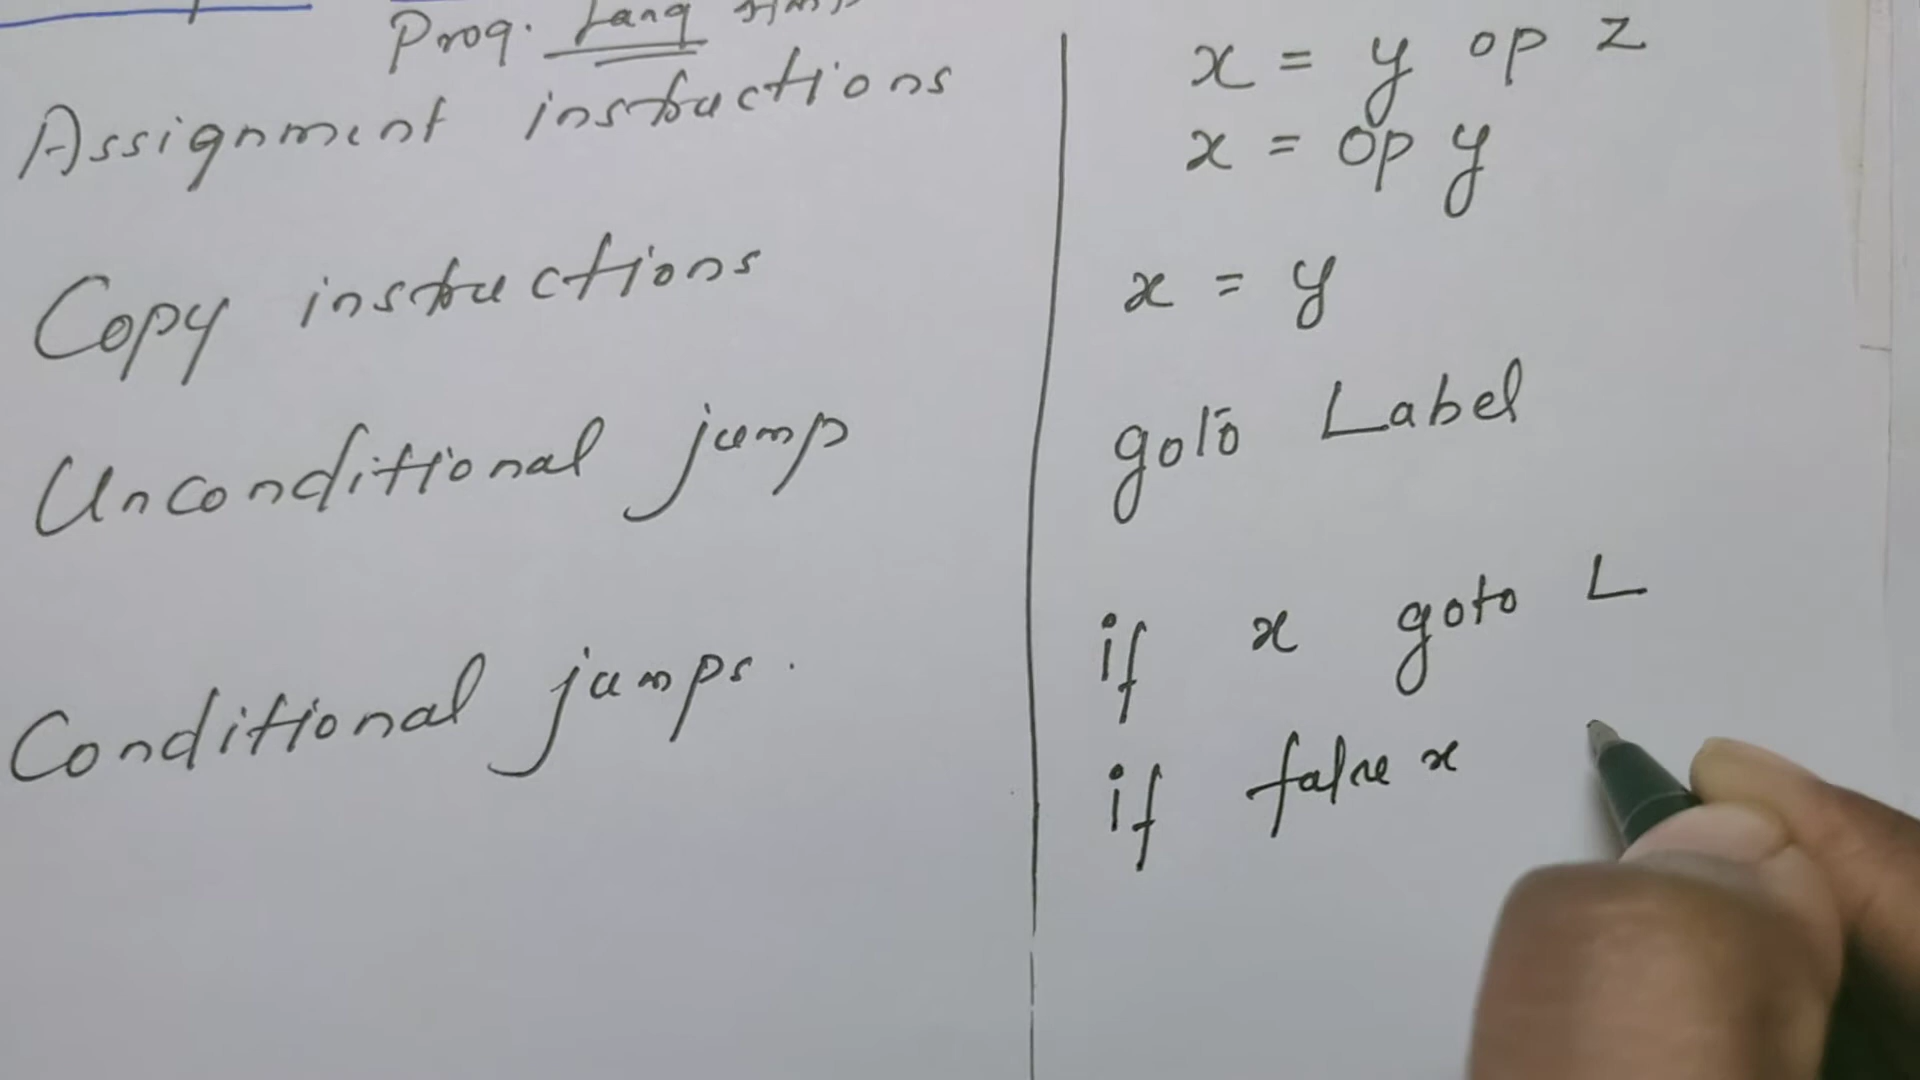 Prog. Lang
Assignment instructions
x = y op z
x = op y
Copy instructions
x = y
Unconditional jump
goto Label
Conditional jumps.
if x goto L
if false x